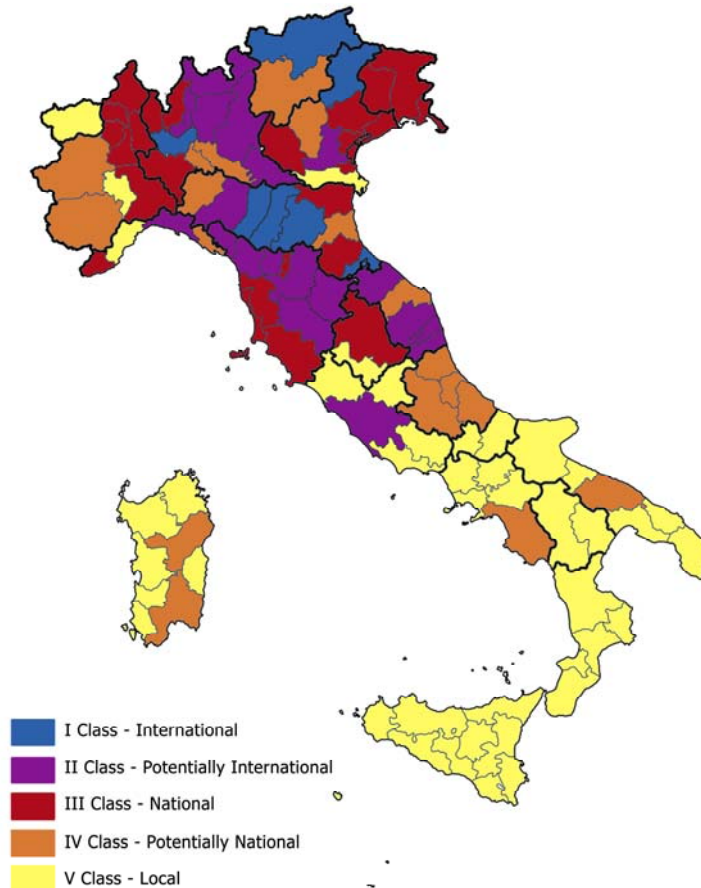 I Class - International
II Class - Potentially International
III Class - National
IV Class - Potentially National
V Class - Local